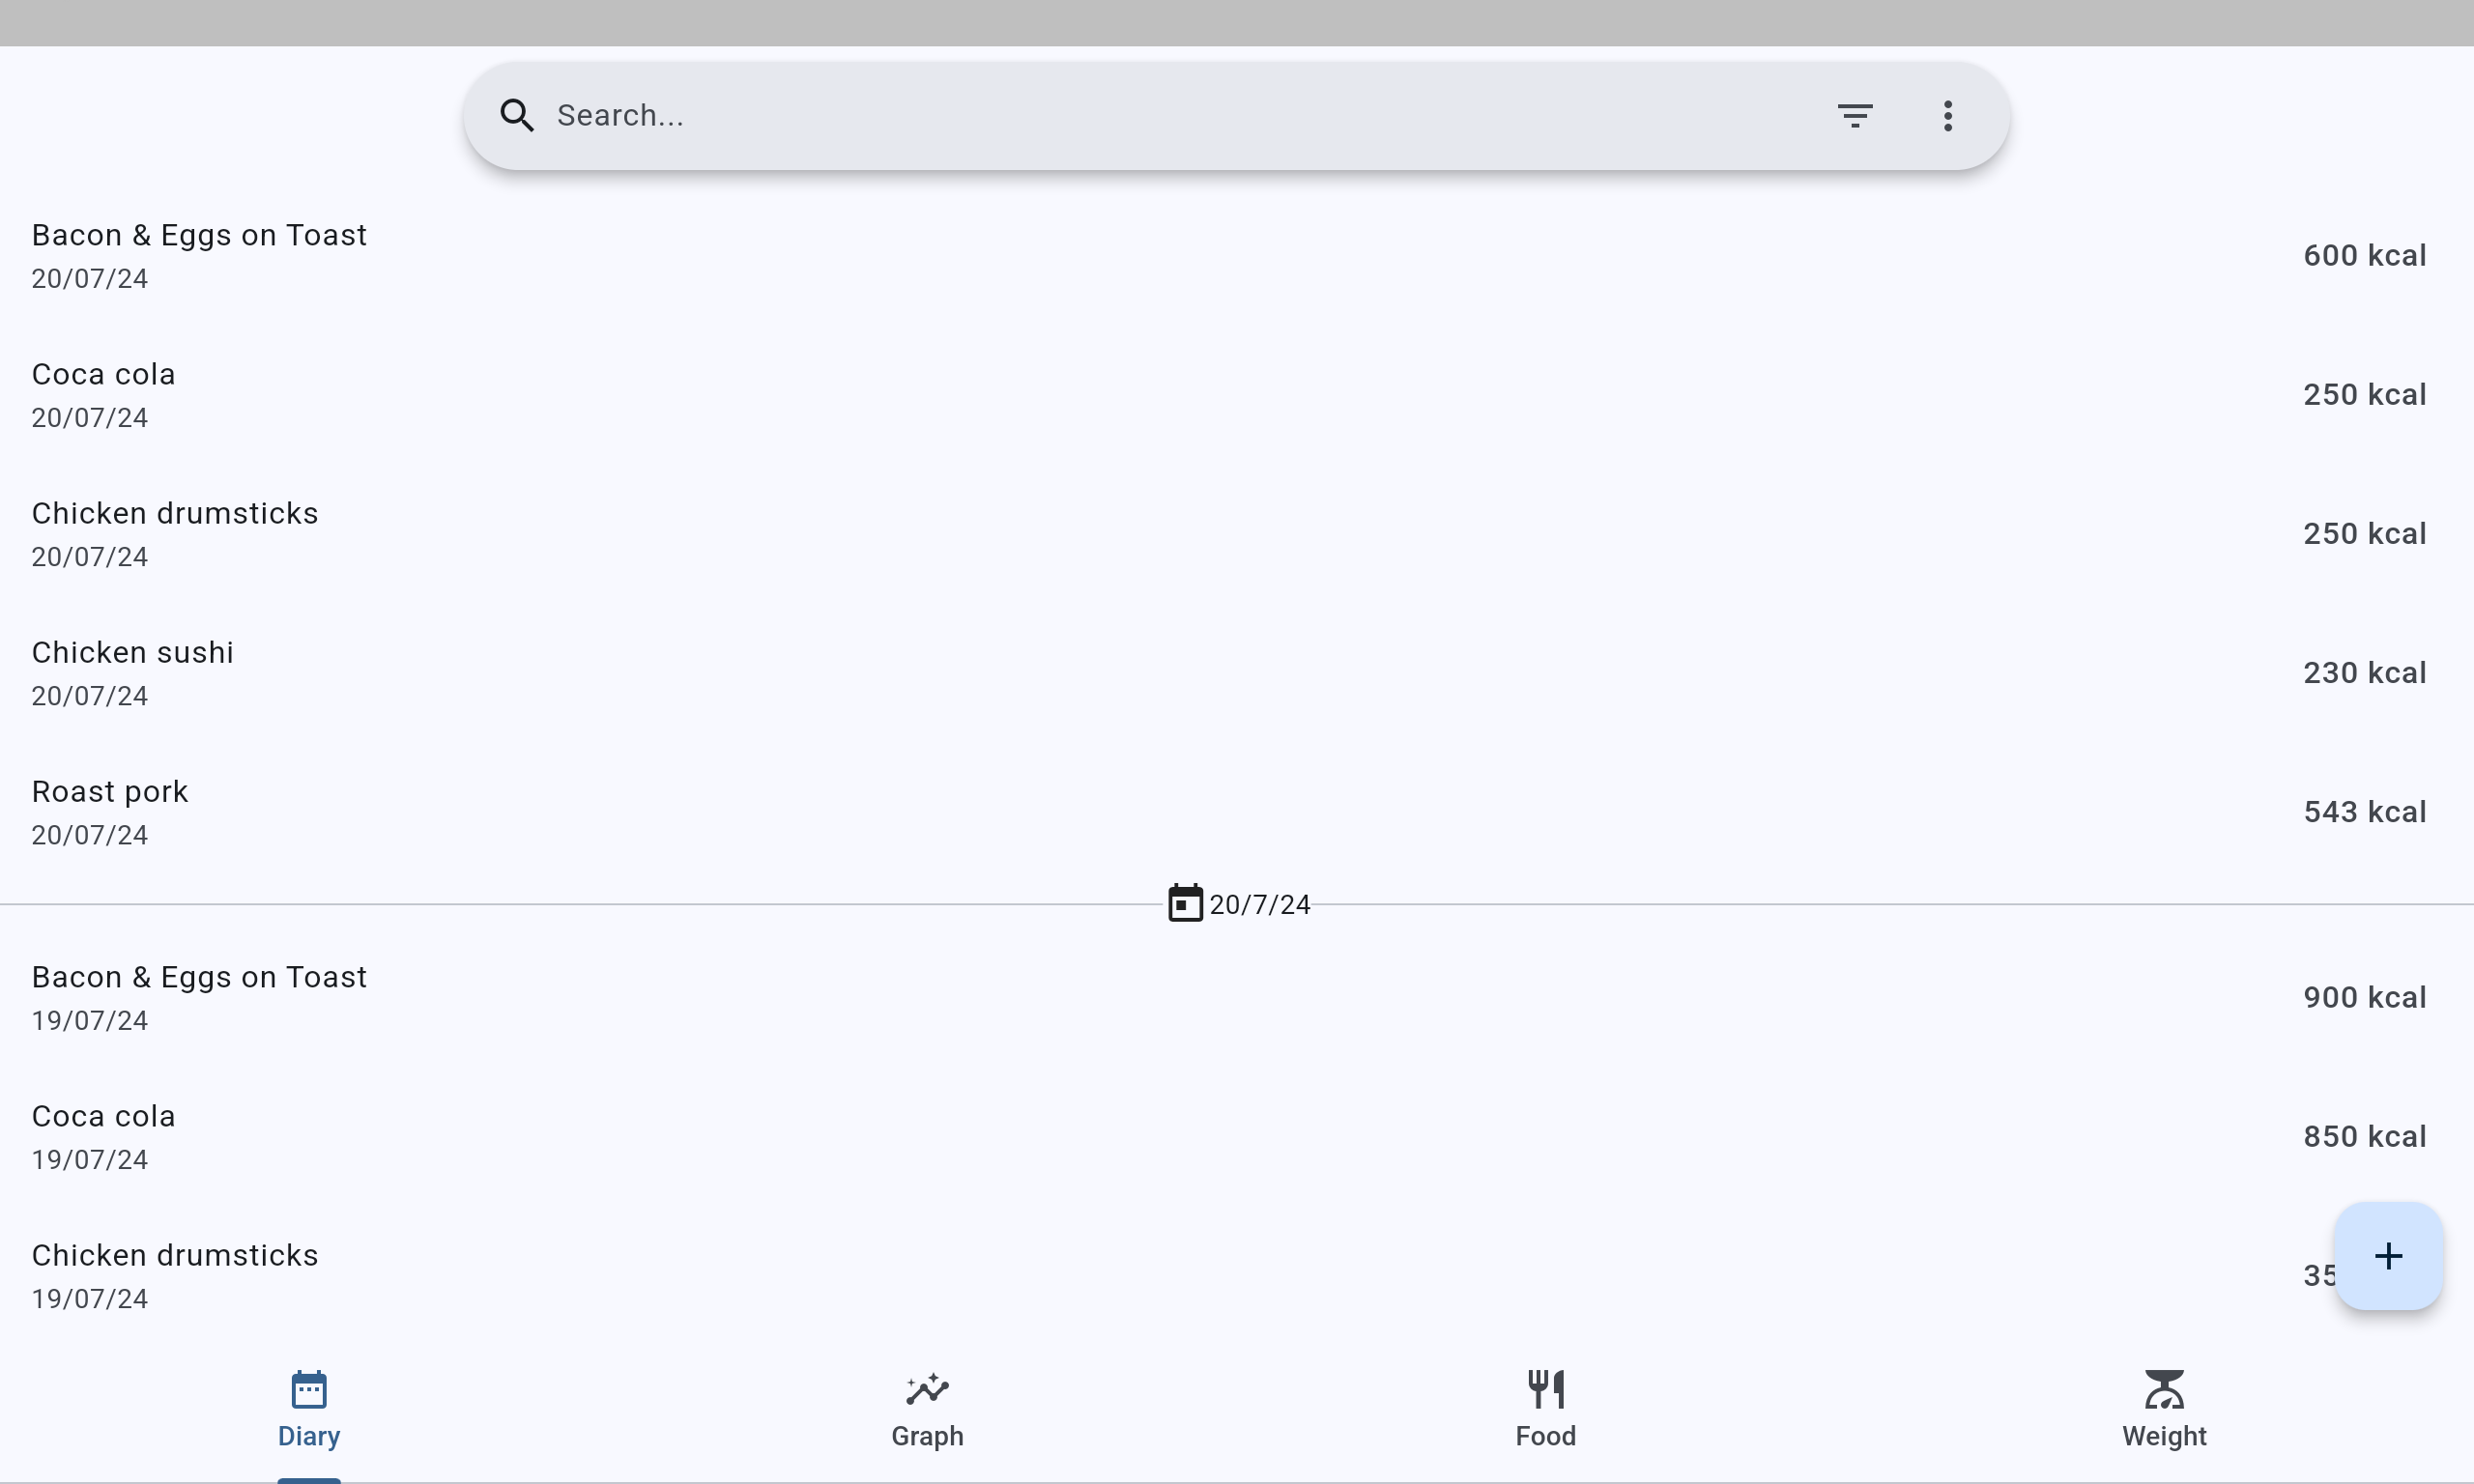 Search...
Bacon & Eggs on Toast
20/07/24
600 kcal
Coca cola
20/07/24
250 kcal
Chicken drumsticks
20/07/24
250 kcal
Chicken sushi
20/07/24
230 kcal
Roast pork
20/07/24
543 kcal
20/7/24
Bacon & Eggs on Toast
19/07/24
900 kcal
Coca cola
19/07/24
850 kcal
Chicken drumsticks
19/07/24
Diary
Graph
Food
Weight